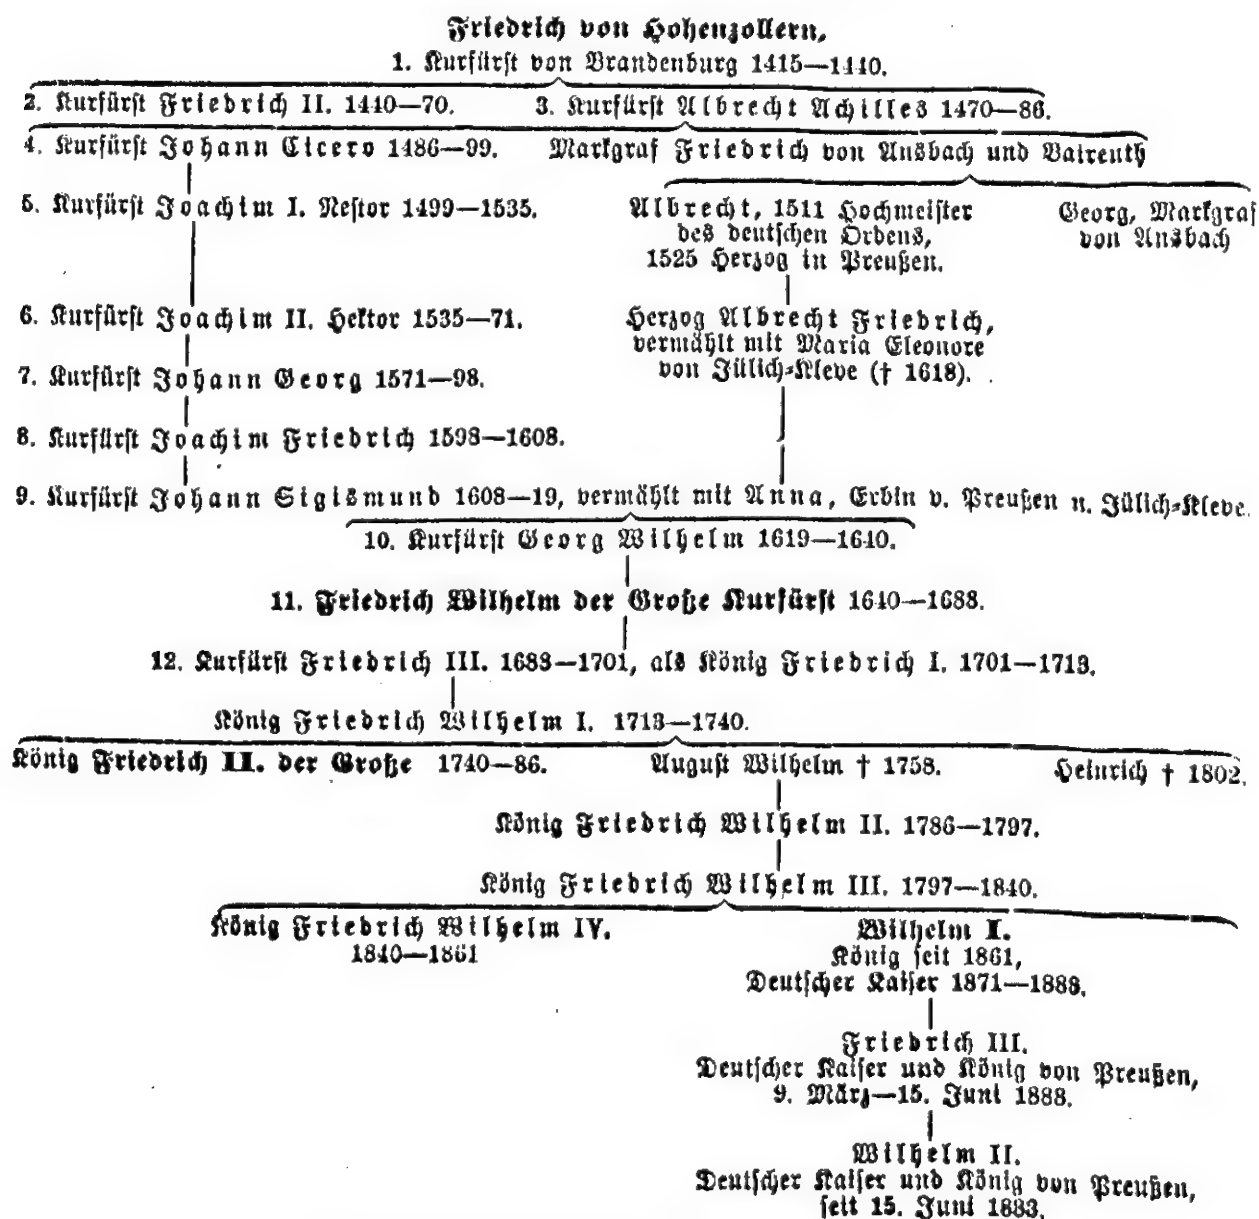 Friedrich von Hohenzollern,
1. Kurfürst von Brandenburg 1415—1440.
2. Kurfürst Friedrich II. 1440—70. 3. Kurfürst Albrecht Achilles 1470—86.
4. Kurfürst Johann Cicero 1486—99. Markgraf Friedrich von Ansbach und Baireuth
5. Kurfürst Joachim I. Nestor 1499—1535. Albrecht, 1511 Hochmeister Georg, Markgraf
des deutschen Ordens, von Ansbach
1525 Herzog in Preußen.
6. Kurfürst Joachim II. Hektor 1535—71. Herzog Albrecht Friedrich,
vermählt mit Maria Eleonore
7. Kurfürst Johann Georg 1571—98. von Jülich-Kleve († 1618).
8. Kurfürst Joachim Friedrich 1598—1608.
9. Kurfürst Johann Sigismund 1608—19, vermählt mit Anna, Erbin v. Preußen n. Jülich-Kleve.
10. Kurfürst Georg Wilhelm 1619—1640.
11. Friedrich Wilhelm der Große Kurfürst 1640—1688.
12. Kurfürst Friedrich III. 1688—1701, als König Friedrich I. 1701—1713.
König Friedrich Wilhelm I. 1713—1740.
König Friedrich II. der Große 1740—86. August Wilhelm † 1758. Heinrich † 1802.
König Friedrich Wilhelm II. 1786—1797.
König Friedrich Wilhelm III. 1797—1840.
König Friedrich Wilhelm IV. Wilhelm I.
1840—1861 König seit 1861,
Deutscher Kaiser 1871—1888.
Friedrich III.
Deutscher Kaiser und König von Preußen,
9. März—15. Juni 1888.
Wilhelm II.
Deutscher Kaiser und König von Preußen,
seit 15. Juni 1888.